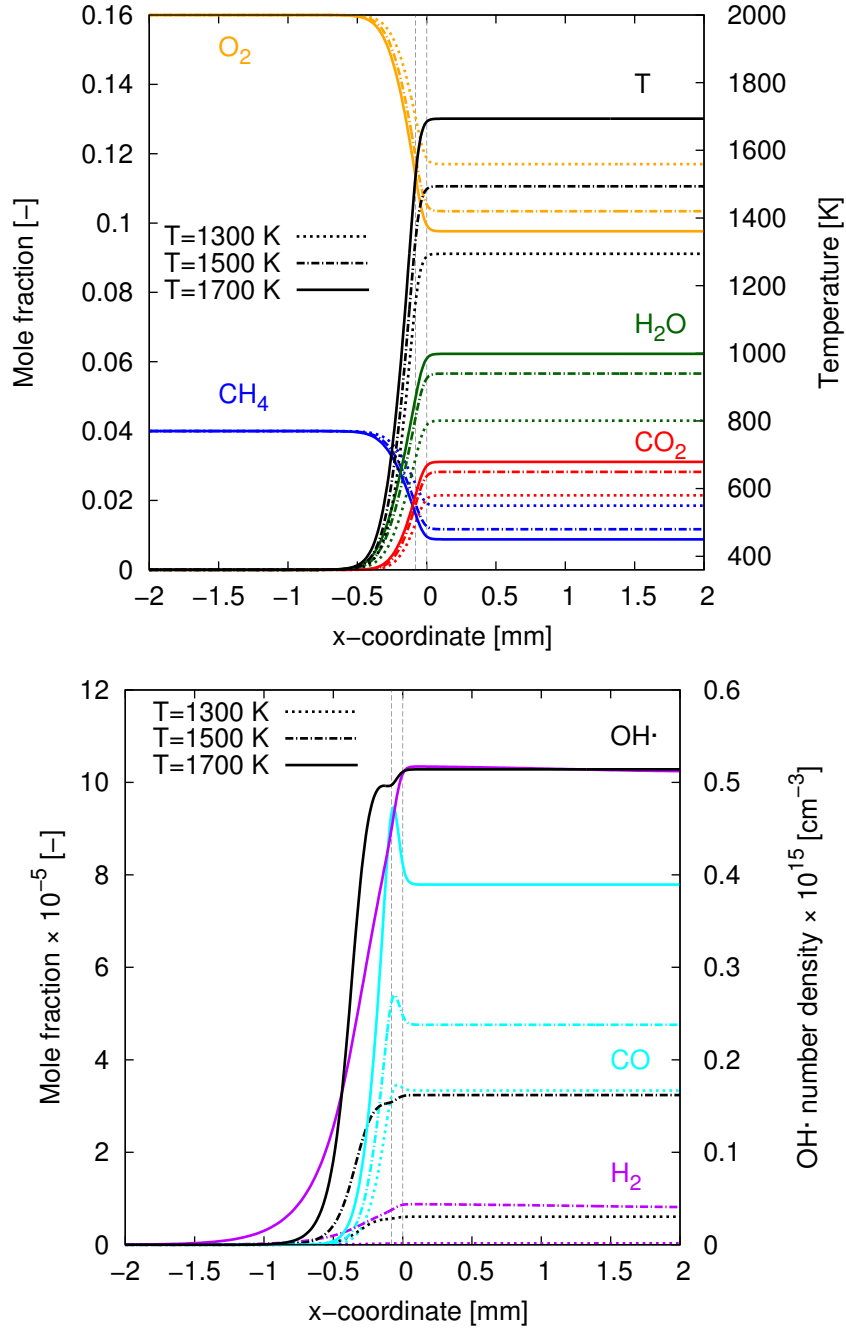 0.16
0.14
0.12
0.1
0.08
0.06
0.04
0.02
0
Mole fraction [−]
2000
1800
1600
1400
1200
1000
800
600
400
Temperature [K]
O2
T
T=1300 K
T=1500 K
T=1700 K
H2O
CH4
CO2
−2 −1.5 −1 −0.5 0 0.5 1 1.5 2
x−coordinate [mm]
12
10
8
6
4
2
0
Mole fraction × 10−5 [−]
0.6
0.5
0.4
0.3
0.2
0.1
0
OH· number density × 1015 [cm−3]
T=1300 K
T=1500 K
T=1700 K
OH·
CO
H2
−2 −1.5 −1 −0.5 0 0.5 1 1.5 2
x−coordinate [mm]